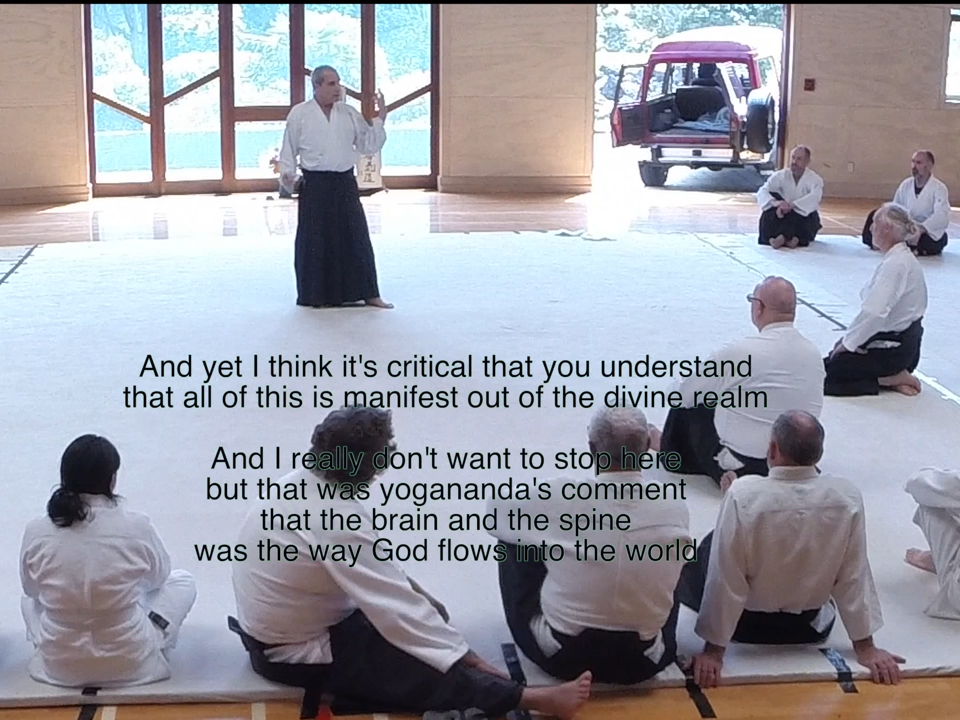 And yet I think it's critical that you understand
that all of this is manifest out of the divine realm
And I really don't want to stop here
but that was yogananda's comment
that the brain and the spine
was the way God flows into the world